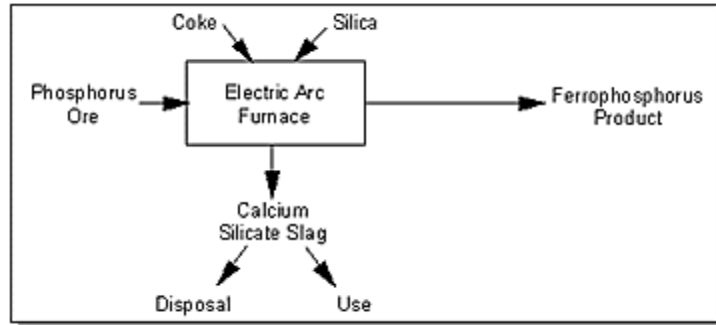 Coke
Silica
Phosphorus
Ore
Electric Arc
Furnace
Ferrophosphorus
Product
Calcium
Silicate Slag
Disposal
Use